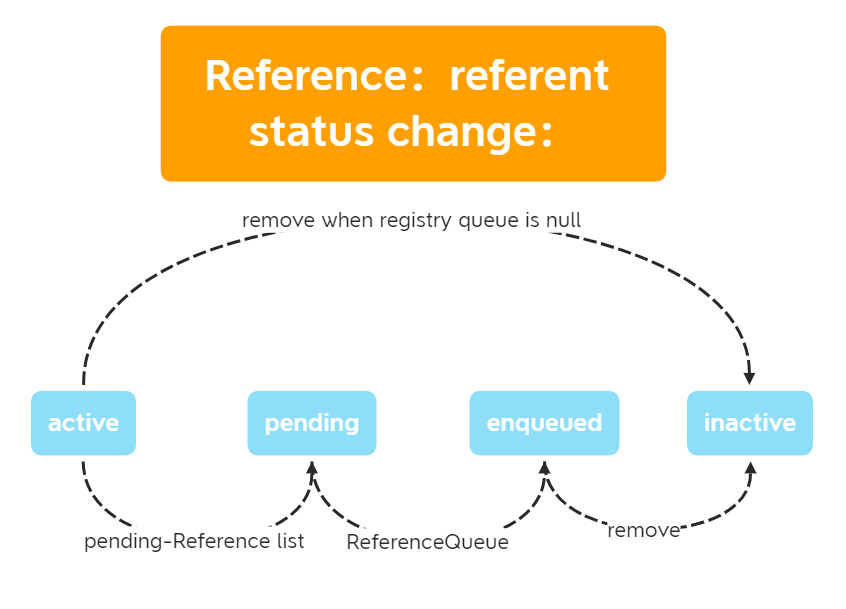 Reference：referent
status change：
remove when registry queue is null
active
pending
enqueued
inactive
pending-Reference list
ReferenceQueue
remove